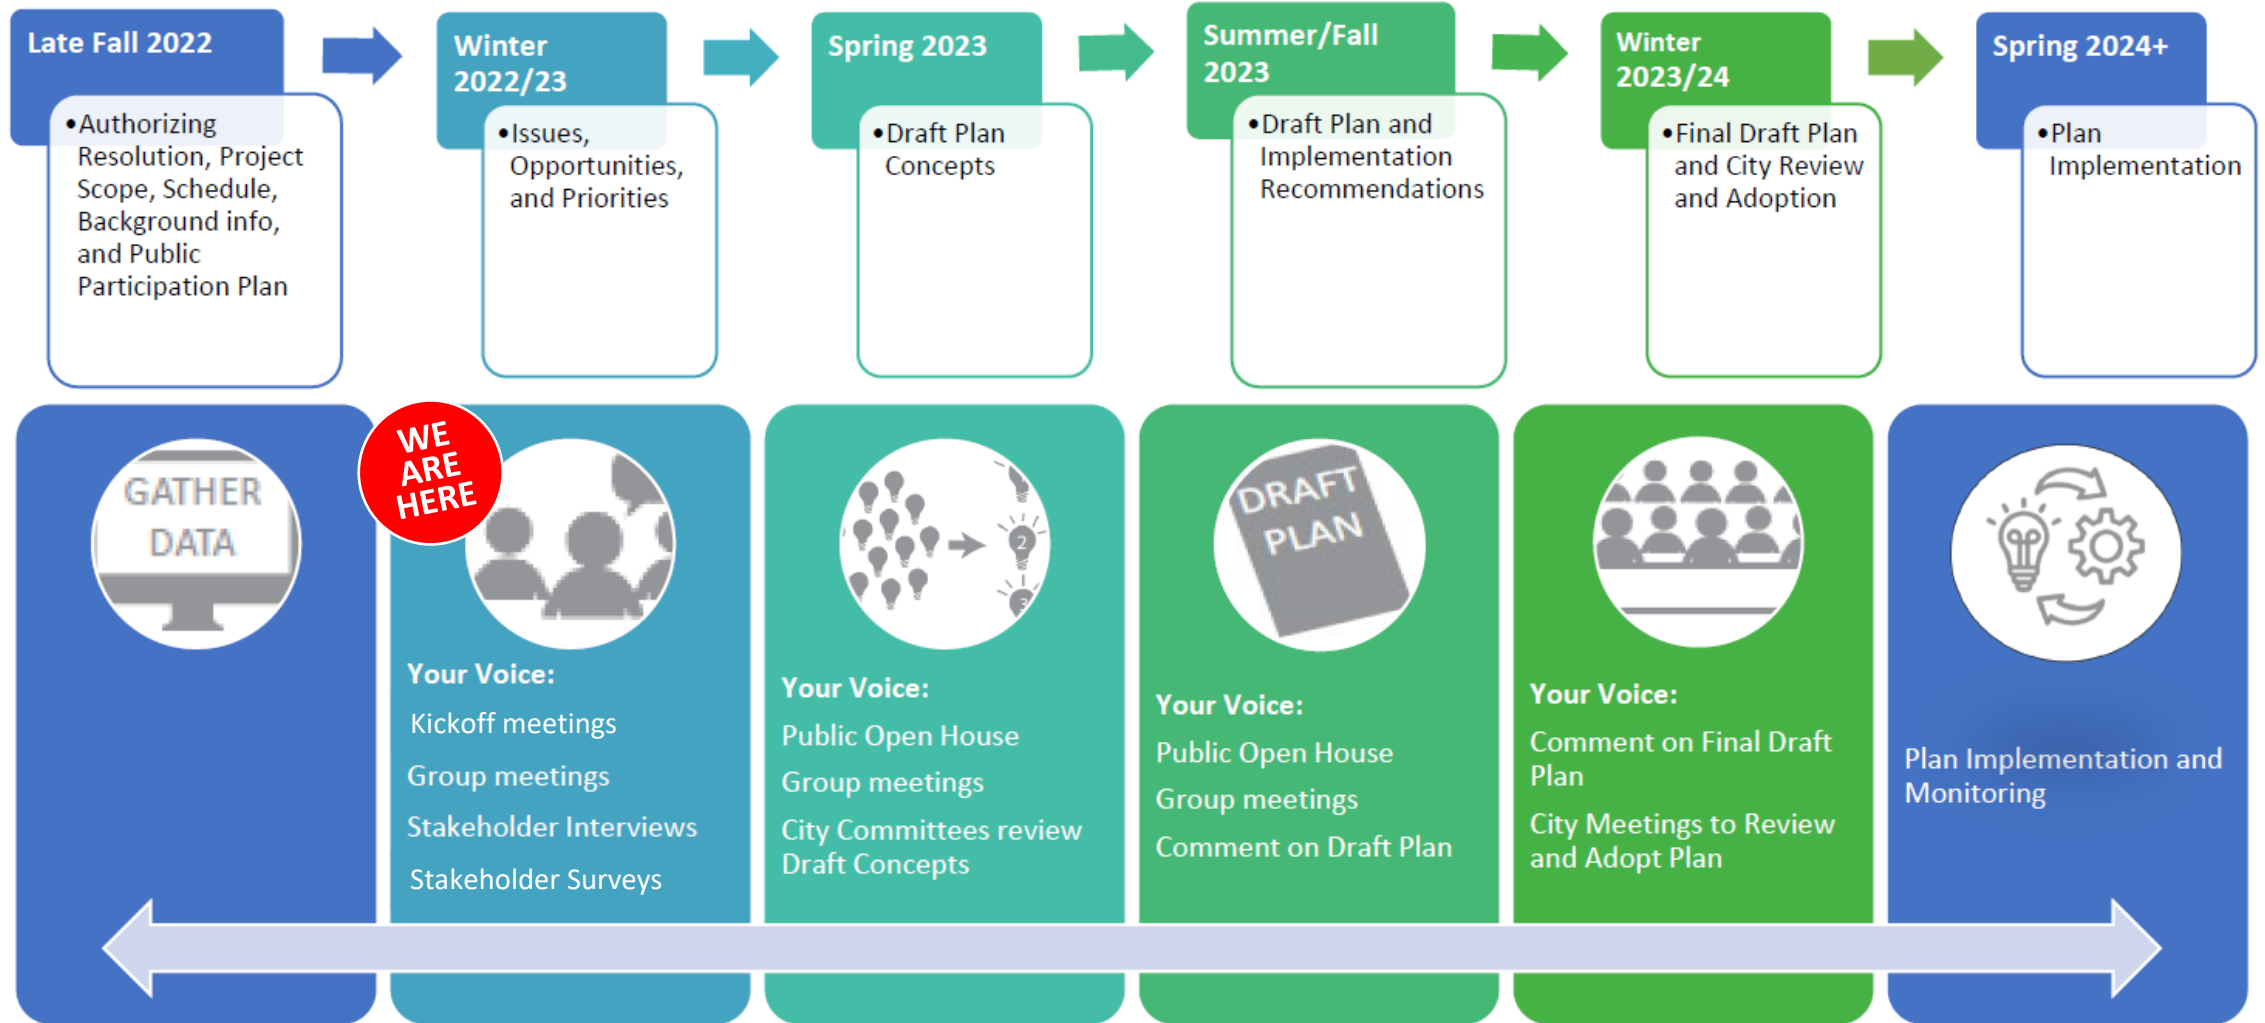 Late Fall 2022
•Authorizing
Resolution, Project
Scope, Schedule,
Background info,
and Public
Participation Plan
Winter
2022/23
•Issues,
Opportunities,
and Priorities
Spring 2023
•Draft Plan
Concepts
Summer/Fall
2023
•Draft Plan and
Implementation
Recommendations
Winter
2023/24
•Final Draft Plan
and City Review
and Adoption
Spring 2024+
•Plan
Implementation
GATHER
DATA
WE
ARE
HERE
Your Voice:
Kickoff meetings
Group meetings
Stakeholder Interviews
Stakeholder Surveys
2
3
Your Voice:
Public Open House
Group meetings
City Committees review
Draft Concepts
DRAFT
PLAN
Your Voice:
Public Open House
Group meetings
Comment on Draft Plan
Your Voice:
Comment on Final Draft
Plan
City Meetings to Review
and Adopt Plan
Plan Implementation and
Monitoring